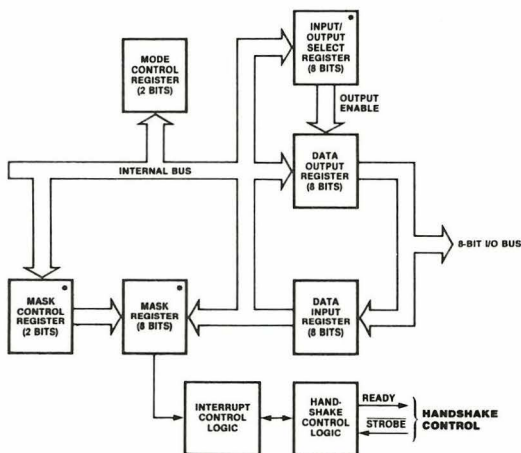 INPUT/
OUTPUT
SELECT
REGISTER
(8 BITS)
MODE
CONTROL
REGISTER
(2 BITS)
OUTPUT
ENABLE
DATA
OUTPUT
REGISTER
(8 BITS)
INTERNAL BUS
8-BIT I/O BUS
MASK
CONTROL
REGISTER
(2 BITS)
MASK
REGISTER
(8 BITS)
DATA
INPUT
REGISTER
(8 BITS)
INTERRUPT
CONTROL
LOGIC
HAND-
SHAKE
CONTROL
LOGIC
READY
STROBE
HANDSHAKE
CONTROL